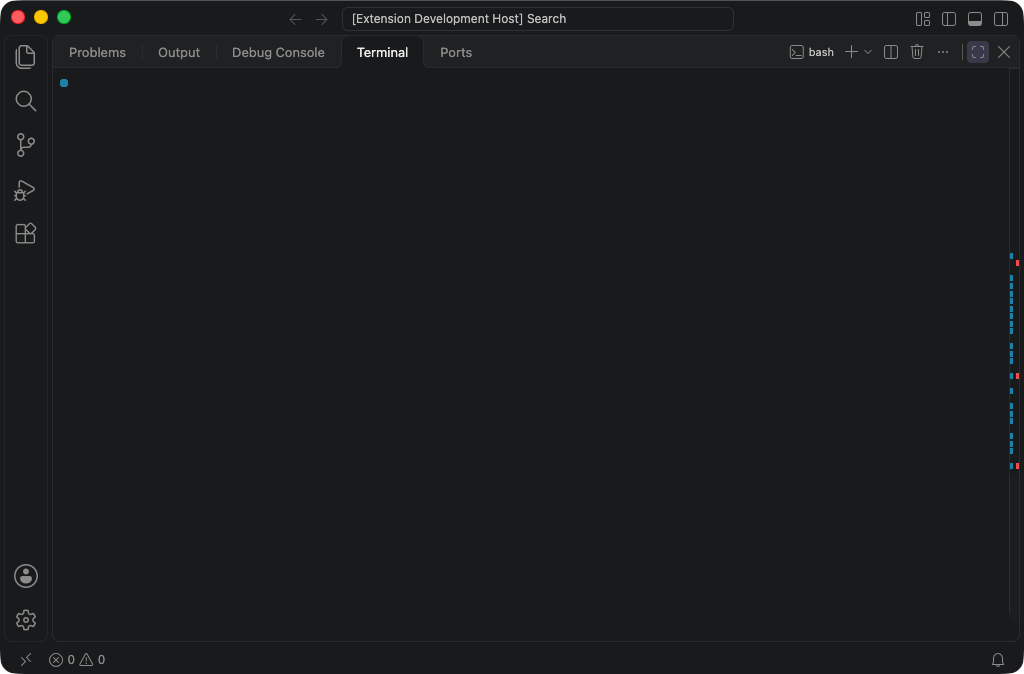 [Extension Development Host] Search
Problems Output Debug Console Terminal Ports bash
0 0